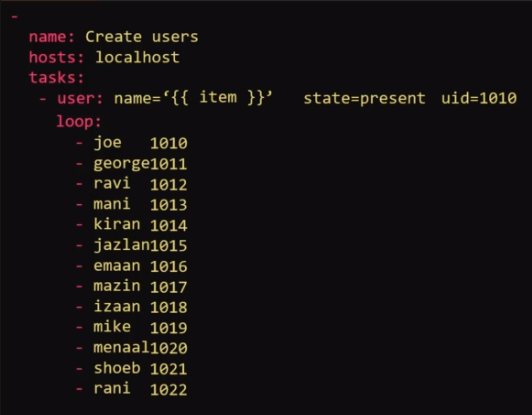 -
name: Create users
hosts: localhost
tasks:
- user: name=‘{{ item }}’ state=present uid=1010
loop:
- joe 1010
- george1011
- ravi 1012
- mani 1013
- kiran 1014
- jazlan1015
- emaan 1016
- mazin 1017
- izaan 1018
- mike 1019
- menaal1020
- shoeb 1021
- rani 1022